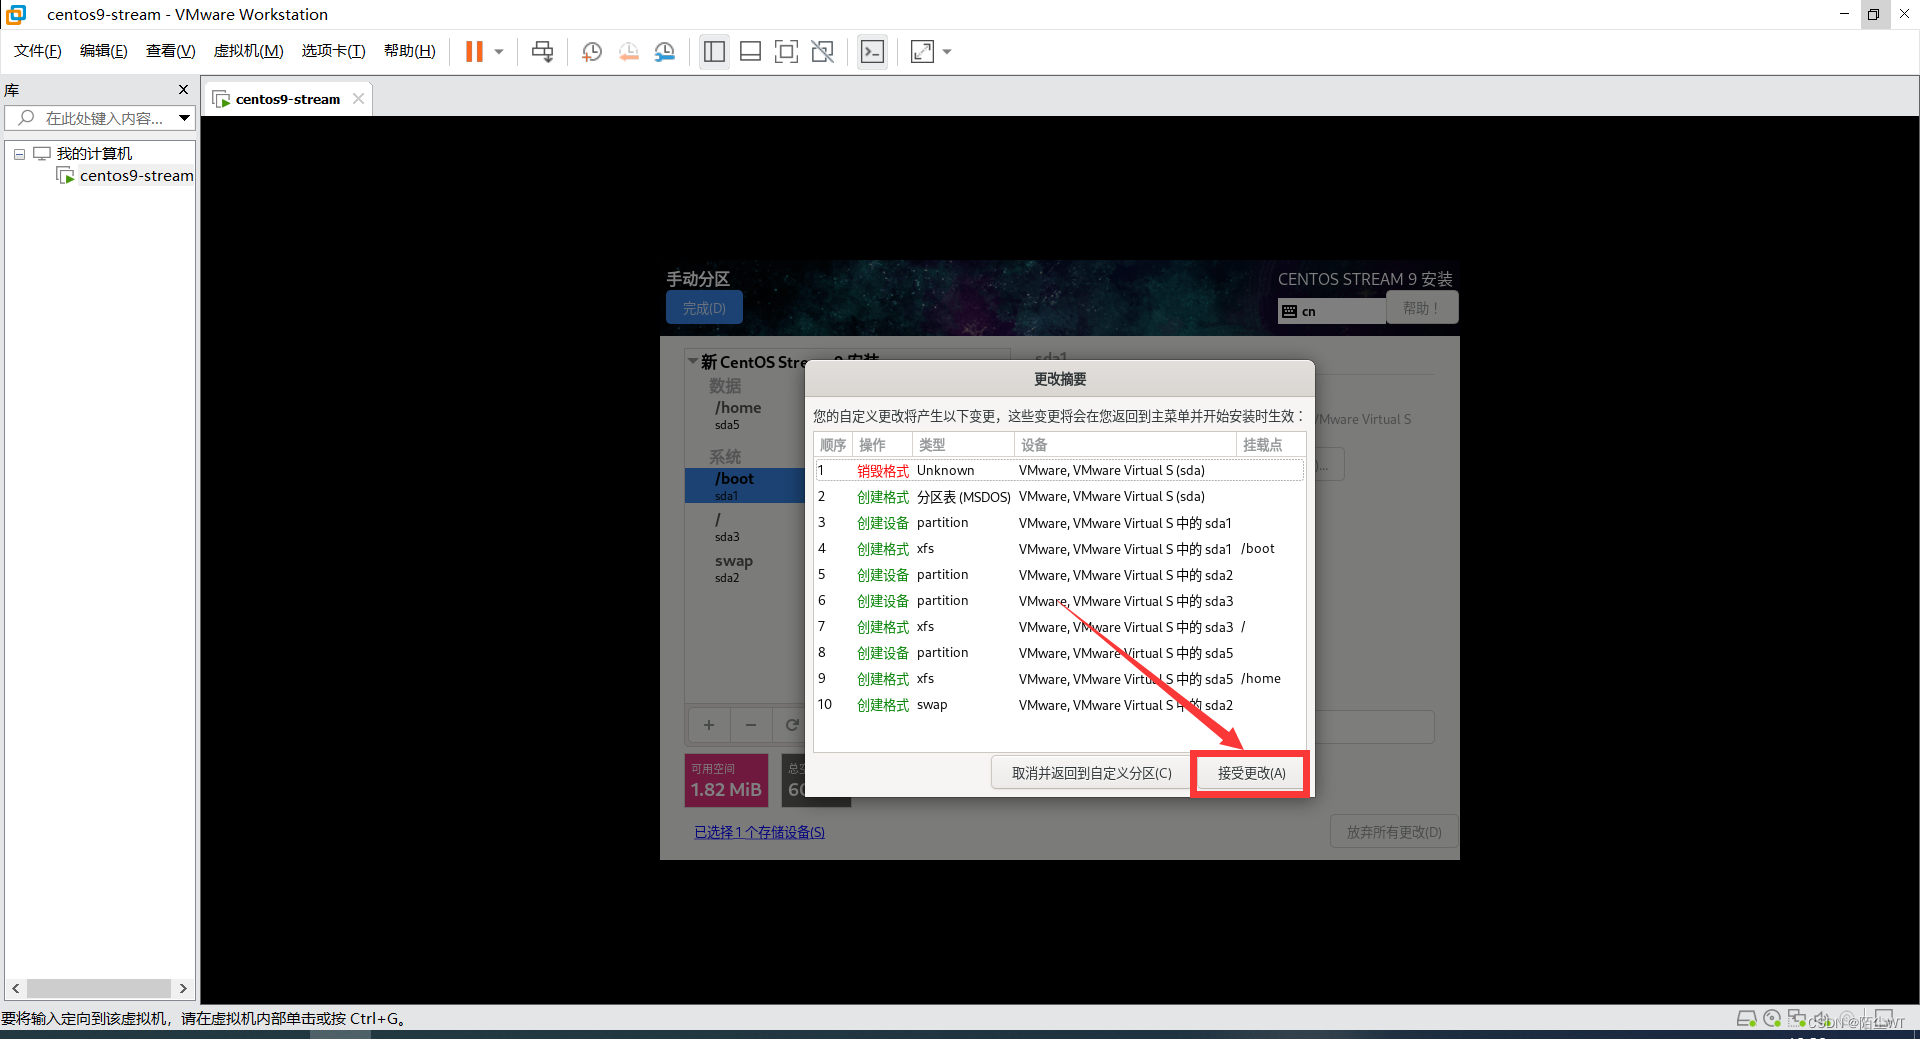 centos9-stream - VMware Workstation
文件(F) 编辑(E) 查看(V) 虚拟机(M) 选项卡(T) 帮助(H)
库
在此处键入内容...
我的计算机
centos9-stream
centos9-stream
手动分区
完成(D)
CENTOS STREAM 9 安装
cn
帮助！
新 CentOS Stre
数据
/home
sda5
系统
/boot
sda1
/
sda3
swap
sda2
sda1
VMware Virtual S
更改摘要
您的自定义更改将产生以下变更，这些变更将会在您返回到主菜单并开始安装时生效：
顺序 操作 类型 设备 挂载点
1 销毁格式 Unknown VMware, VMware Virtual S (sda)
2 创建格式 分区表 (MSDOS) VMware, VMware Virtual S (sda)
3 创建设备 partition VMware, VMware Virtual S 中的 sda1
4 创建格式 xfs VMware, VMware Virtual S 中的 sda1 /boot
5 创建设备 partition VMware, VMware Virtual S 中的 sda2
6 创建设备 partition VMware, VMware Virtual S 中的 sda3
7 创建格式 xfs VMware, VMware Virtual S 中的 sda3 /
8 创建设备 partition VMware, VMware Virtual S 中的 sda5
9 创建格式 xfs VMware, VMware Virtual S 中的 sda5 /home
10 创建格式 swap VMware, VMware Virtual S 中的 sda2
取消并返回到自定义分区(C) 接受更改(A)
可用空间
1.82 MiB
已选择 1 个存储设备(S)
放弃所有更改(D)
要将输入定向到该虚拟机，请在虚拟机内部单击或按 Ctrl+G。
CSDN @陌尘WT